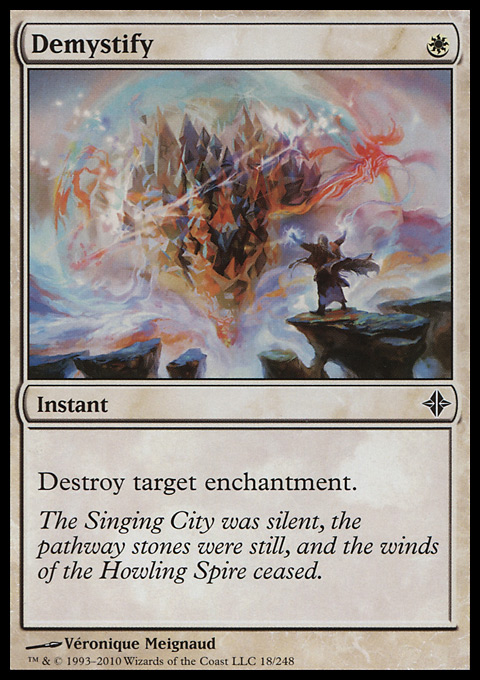 Demystify
Instant
Destroy target enchantment.
The Singing City was silent, the
pathway stones were still, and the winds
of the Howling Spire ceased.
Véronique Meignaud
™ & © 1993–2010 Wizards of the Coast LLC 18/248